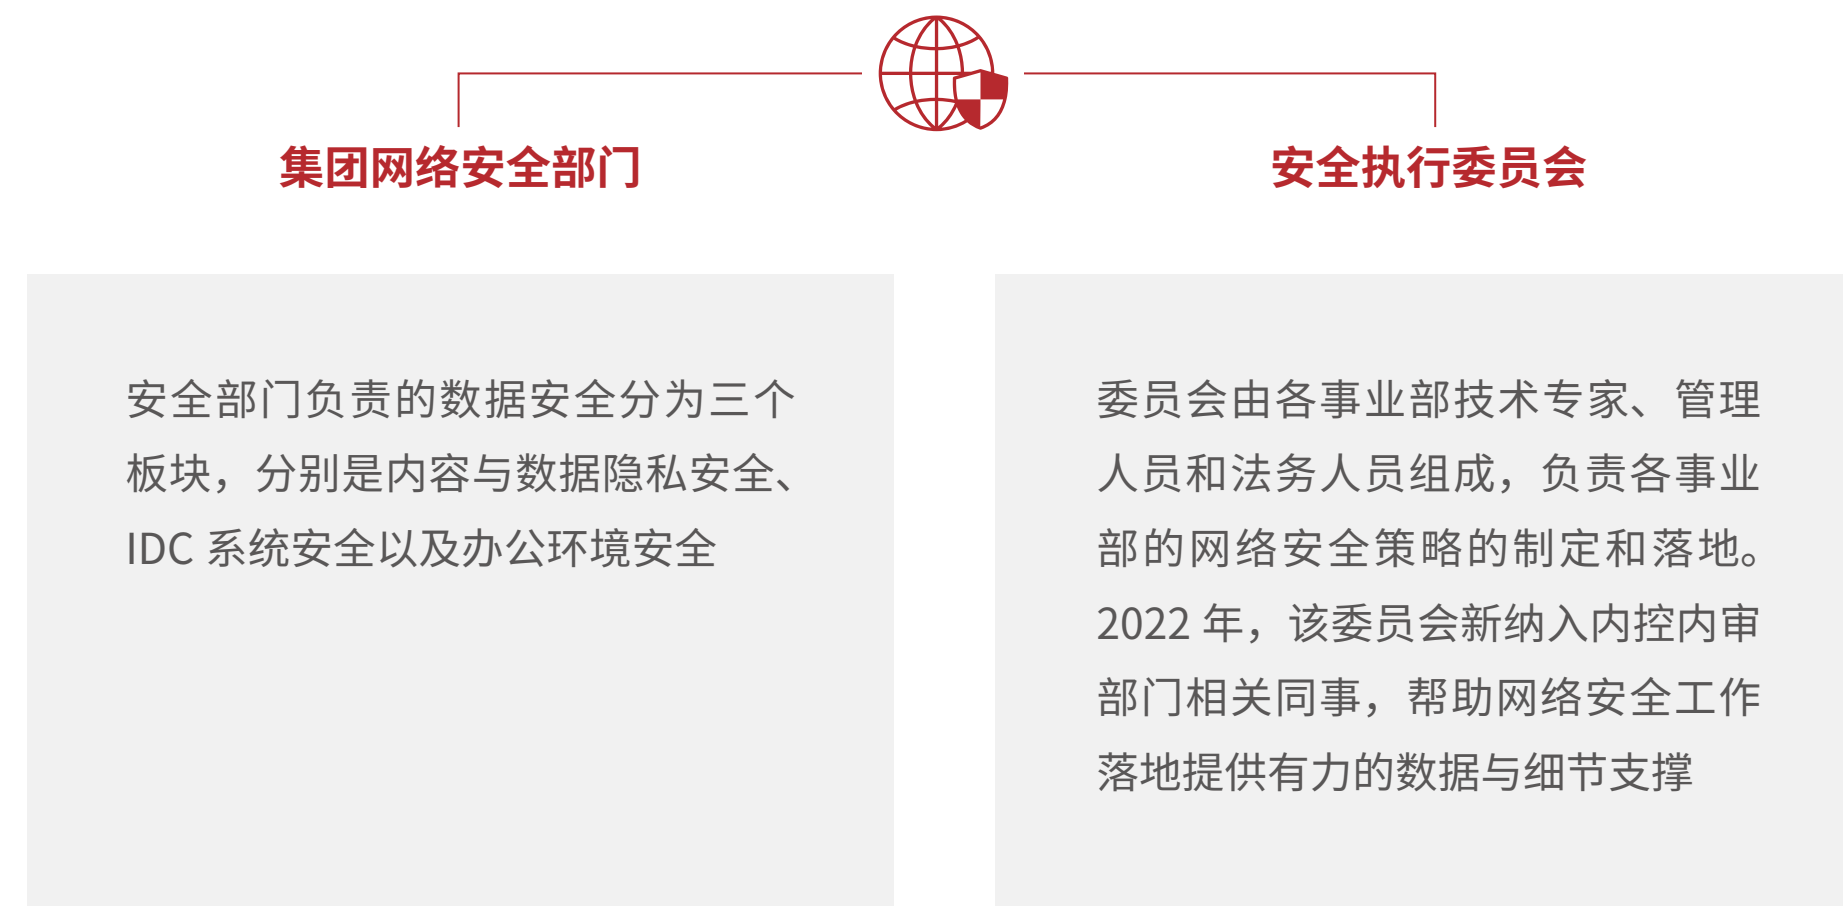 集团网络安全部门
安全部门负责的数据安全分为三个
板块，分别是内容与数据隐私安全、
IDC 系统安全以及办公环境安全
安全执行委员会
委员会由各事业部技术专家、管理
人员和法务人员组成，负责各事业
部的网络安全策略的制定和落地。
2022 年，该委员会新纳入内控内审
部门相关同事，帮助网络安全工作
落地提供有力的数据与细节支撑